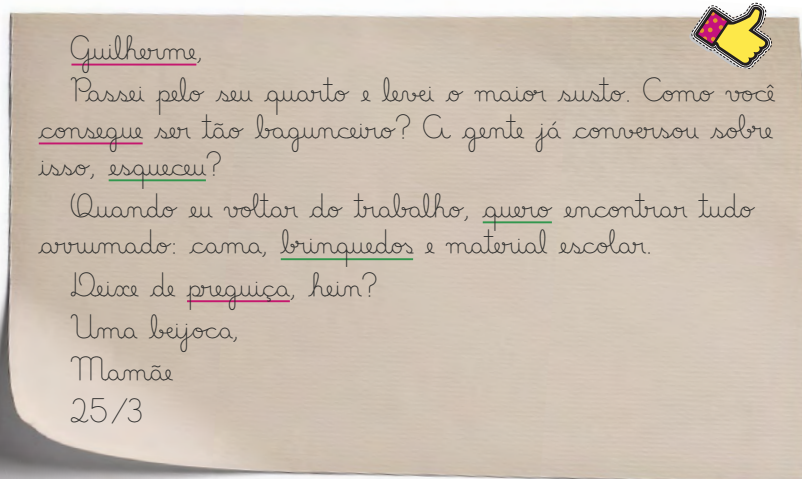 Guilherme,
Passei pelo seu quarto e levei o maior susto. Como você
consegue ser tão bagunceiro? A gente já conversou sobre
isso, esqueceu?
Quando eu voltar do trabalho, quero encontrar tudo
arrumado: cama, brinquedos e material escolar.
Deixe de preguiça, hein?
Uma beijoca,
Mamãe
25/3